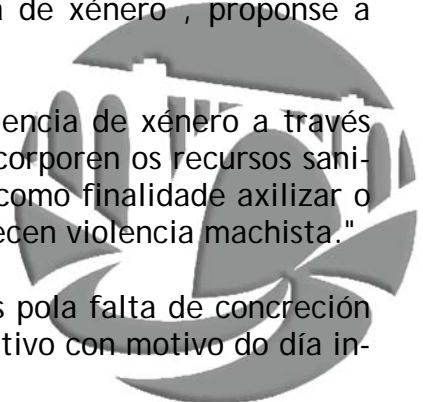 a de xénero , proponse a
encia de xénero a través
corporen os recursos sani-
como finalidade axilizar o
ecen violencia machista."
s pola falta de concreción
tivo con motivo do día in-